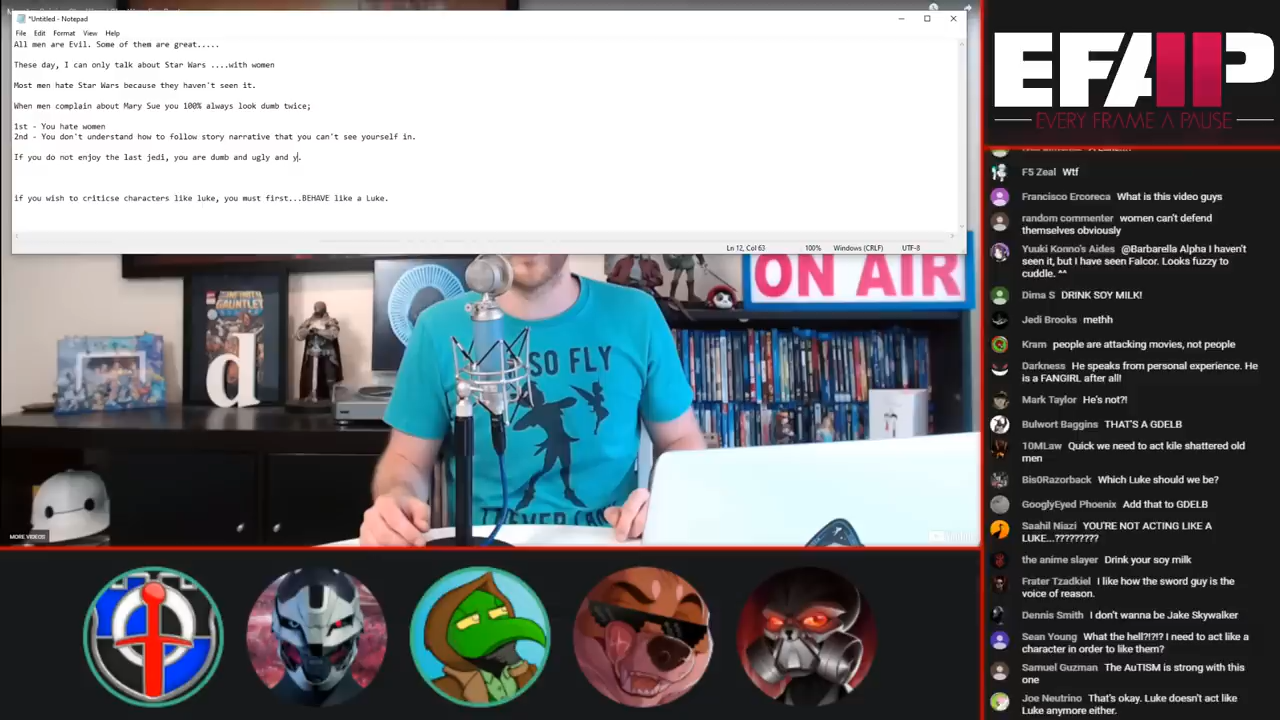 *Untitled - Notepad
File Edit Format View Help
All men are Evil. Some of them are great.....
These day, I can only talk about Star Wars ....with women
Most men hate Star Wars because they haven't seen it.
When men complain about Mary Sue you 100% always look dumb twice;
1st - You hate women
2nd - You don't understand how to follow story narrative that you can't see yourself in.
If you do not enjoy the last jedi, you are dumb and ugly and y.
if you wish to criticse characters like luke, you must first...BEHAVE like a Luke.
Ln 12, Col 63 100% Windows (CRLF) UTF-8
ON AIR
INFINITY
GAUNTLET
d
SO FLY
I NEVER
MORE VIDEOS
EFAP
EVERY FRAME A PAUSE
F5 Zeal Wtf
Francisco Ercoreca What is this video guys
random commenter women can't defend
themselves obviously
Yuuki Konno's Aides @Barbarella Alpha I haven't
seen it, but I have seen Falcor. Looks fuzzy to
cuddle. ^^
Dima S DRINK SOY MILK!
Jedi Brooks methh
Kram people are attacking movies, not people
Darkness He speaks from personal experience. He
is a FANGIRL after all!
Mark Taylor He's not?!
Bulwort Baggins THAT'S A GDELB
10MLaw Quick we need to act kile shattered old
men
Bis0Razorback Which Luke should we be?
GooglyEyed Phoenix Add that to GDELB
Saahil Niazi YOU'RE NOT ACTING LIKE A
LUKE...?????????
the anime slayer Drink your soy milk
Frater Tzadkiel I like how the sword guy is the
voice of reason.
Dennis Smith I don't wanna be Jake Skywalker
Sean Young What the hell?!?!? I need to act like a
character in order to like them?
Samuel Guzman The AuTISM is strong with this
one
Joe Neutrino That's okay. Luke doesn't act like
Luke anymore either.